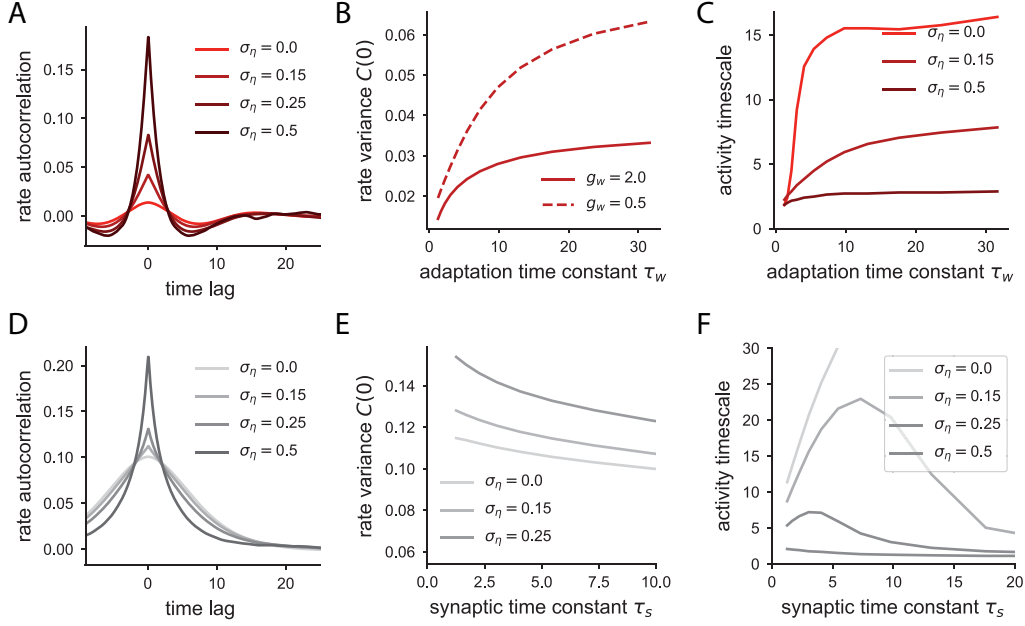 A
rate autocorrelation
0.15
0.10
0.05
0.00
0
10
20
time lag
σ_η = 0.0
σ_η = 0.15
σ_η = 0.25
σ_η = 0.5
B
rate variance C(0)
0.06
0.05
0.04
0.03
0.02
0
10
20
30
adaptation time constant τ_w
g_w = 2.0
g_w = 0.5
C
activity timescale
15
10
5
0
0
10
20
30
adaptation time constant τ_w
σ_η = 0.0
σ_η = 0.15
σ_η = 0.5
D
rate autocorrelation
0.20
0.15
0.10
0.05
0.00
0
10
20
time lag
σ_η = 0.0
σ_η = 0.15
σ_η = 0.25
σ_η = 0.5
E
rate variance C(0)
0.14
0.12
0.10
0.08
0.06
0.0
2.5
5.0
7.5
10.0
synaptic time constant τ_s
σ_η = 0.0
σ_η = 0.15
σ_η = 0.25
F
activity timescale
30
25
20
15
10
5
0
0
5
10
15
20
synaptic time constant τ_s
σ_η = 0.0
σ_η = 0.15
σ_η = 0.25
σ_η = 0.5